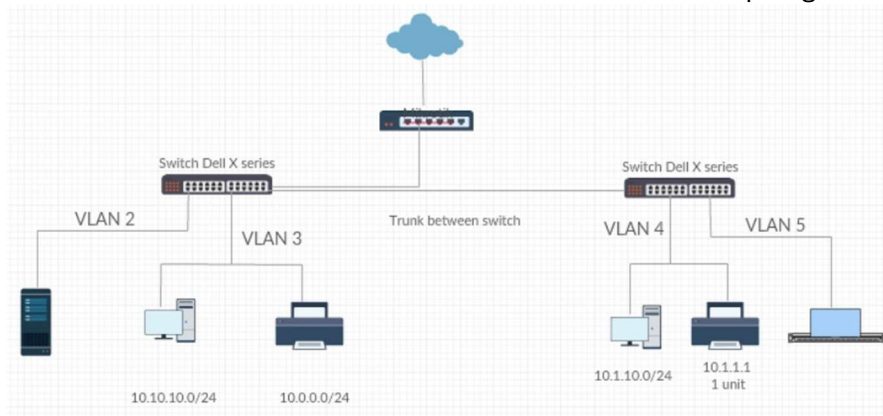 Switch Dell X series
Switch Dell X series
VLAN 2
VLAN 3
Trunk between switch
VLAN 4
VLAN 5
10.10.10.0/24
10.0.0.0/24
10.1.10.0/24
10.1.1.1
1 unit